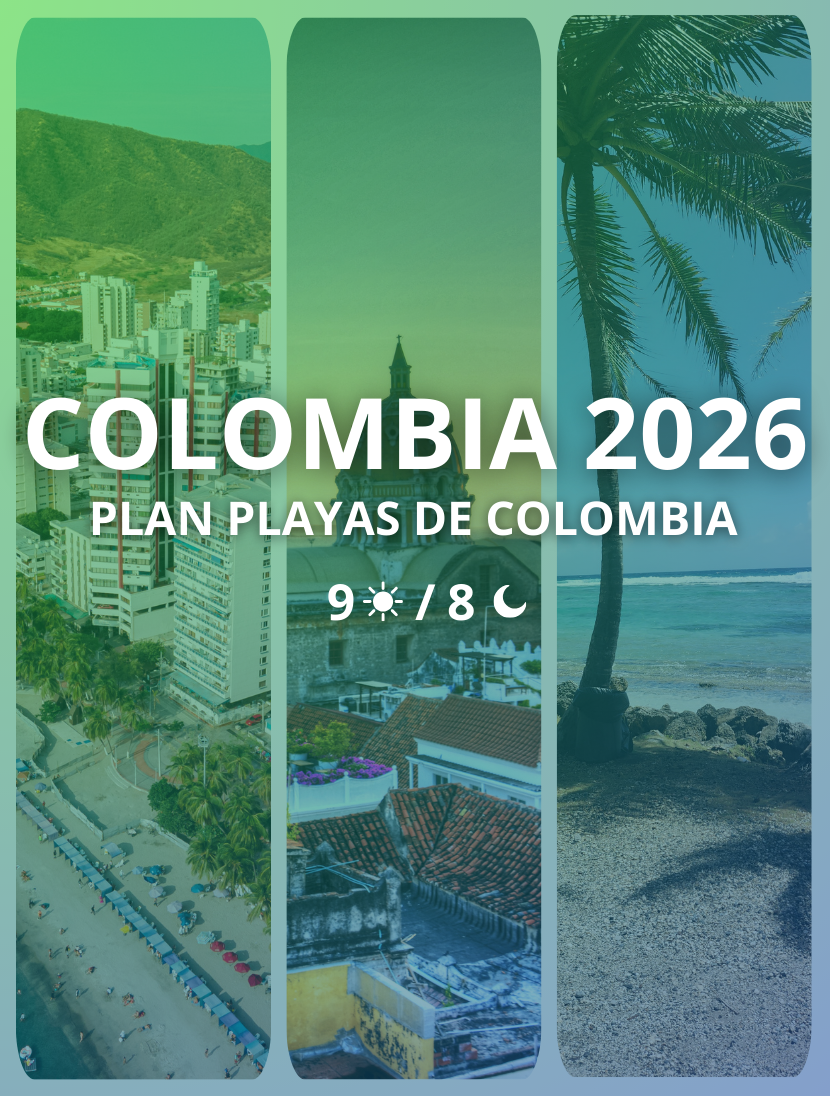 COLOMBIA 2026
PLAN PLAYAS DE COLOMBIA
9 ☀ / 8 ☾